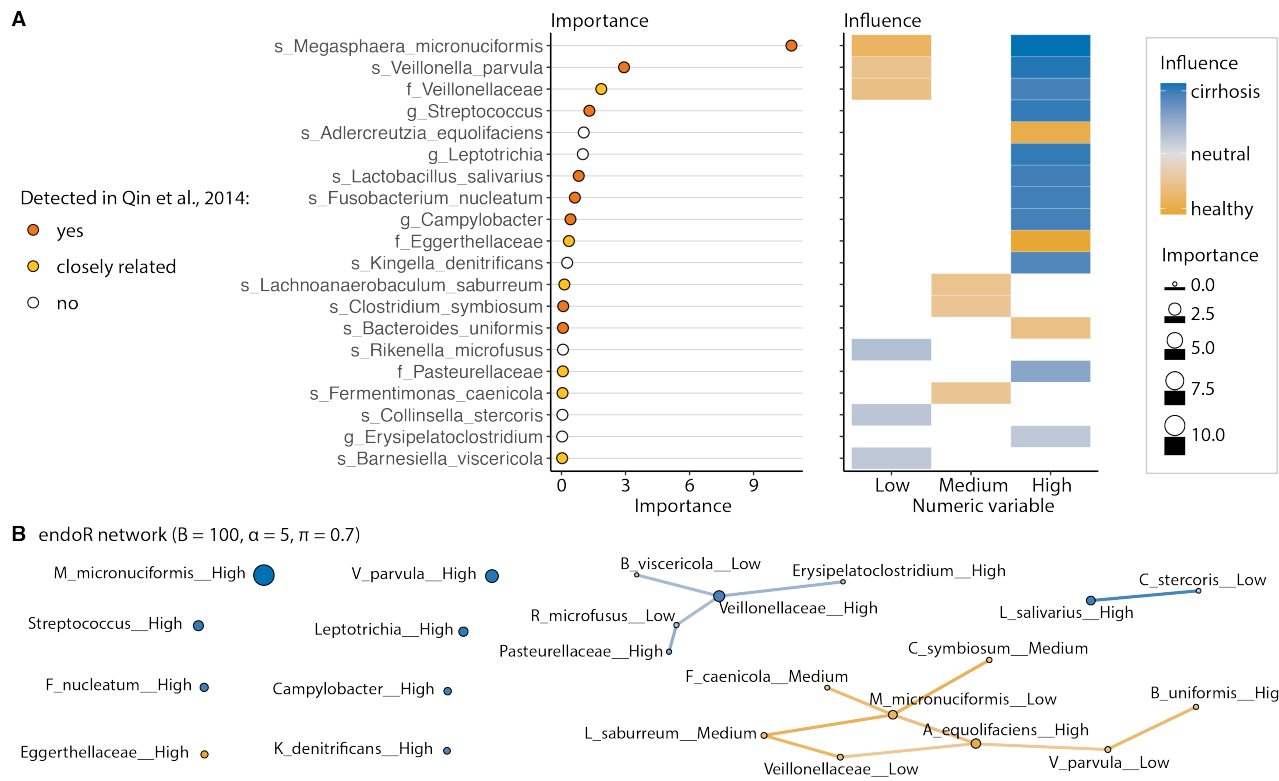 A
Importance
Influence
s_Megasphaera_micronuciformis
s_Veillonella_parvula
f_Veillonellaceae
g_Streptococcus
s_Adlercreutzia_equolifaciens
g_Leptotrichia
s_Lactobacillus_salivarius
s_Fusobacterium_nucleatum
g_Campylobacter
f_Eggerthellaceae
s_Kingella_denitrificans
s_Lachnoanaerobaculum_saburreum
s_Clostridium_symbiosum
s_Bacteroides_uniformis
s_Rikenella_microfusus
f_Pasteurellaceae
s_Fermentimonas_caenicola
s_Collinsella_stercoris
g_Erysipelatoclostridium
s_Barnesiella_viscericola
Detected in Qin et al., 2014:
yes
closely related
no
0 3 6 9
Importance
Low Medium High
Numeric variable
Influence
cirrhosis
neutral
healthy
Importance
0.0
2.5
5.0
7.5
10.0
B endoR network (B = 100, α = 5, π = 0.7)
M_micronuciformis__High
V_parvula__High
Streptococcus__High
Leptotrichia__High
F_nucleatum__High
Campylobacter__High
Eggerthellaceae__High
K_denitrificans__High
B_viscericola__Low
Erysipelatoclostridium__High
Veillonellaceae__High
R_microfusus__Low
Pasteurellaceae__High
C_stercoris__Low
L_salivarius__High
C_symbiosum__Medium
F_caenicola__Medium
M_micronuciformis__Low
B_uniformis__Hig
A_equolifaciens__High
L_saburreum__Medium
Veillonellaceae__Low
V_parvula__Low